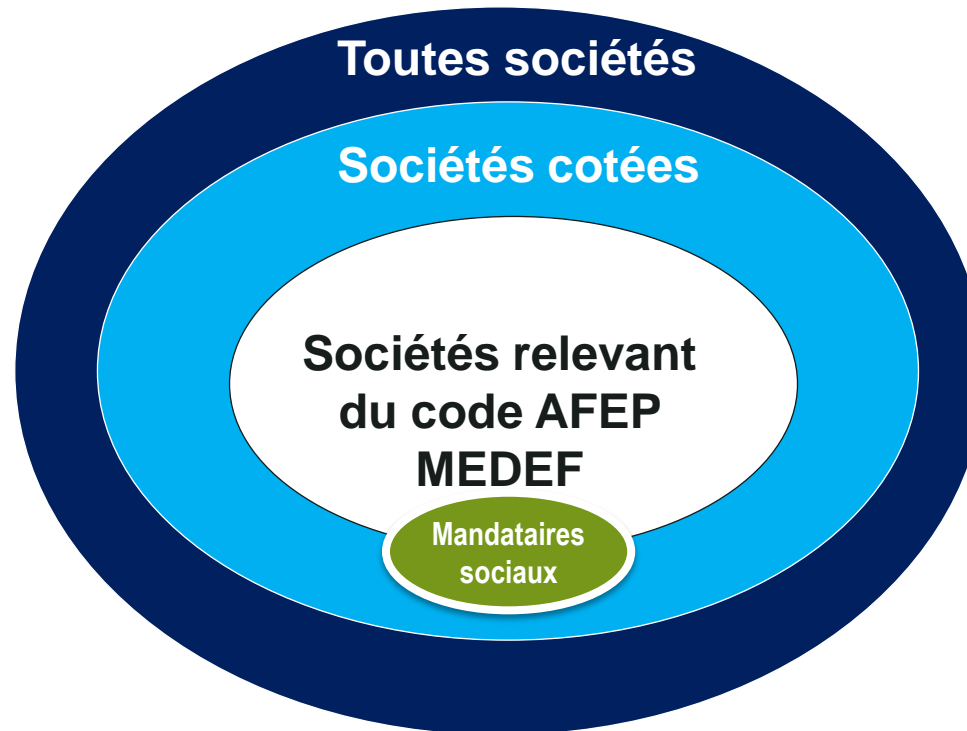 Toutes sociétés
Sociétés cotées
Sociétés relevant
du code AFEP
MEDEF
Mandataires
sociaux